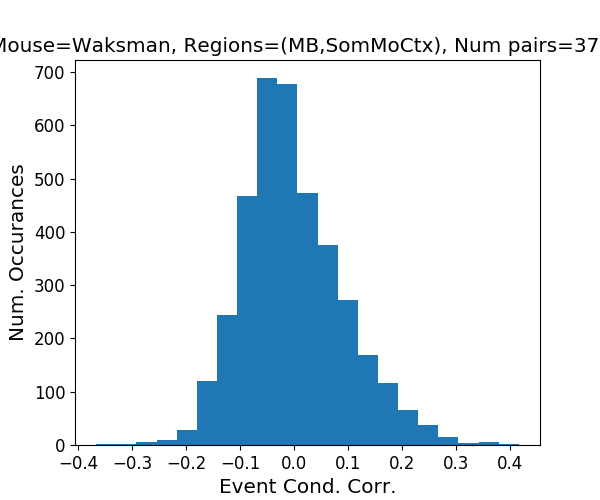 Mouse=Waksman, Regions=(MB,SomMoCtx), Num pairs=37
700
600
500
400
300
200
100
0
Num. Occurances
−0.4 −0.3 −0.2 −0.1 0.0 0.1 0.2 0.3 0.4
Event Cond. Corr.